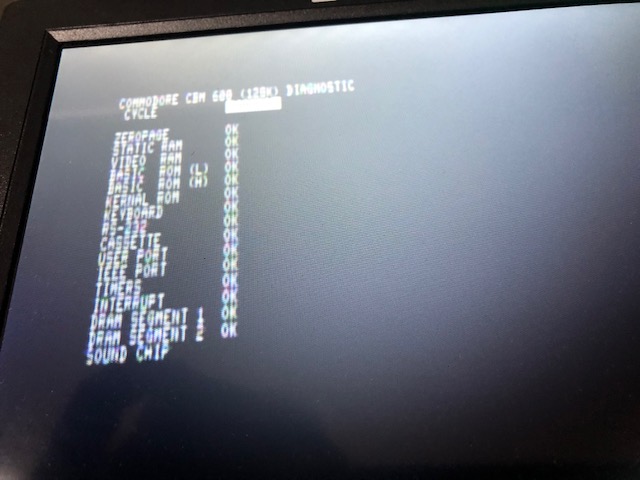 COMMODORE CBM 600 (128K) DIAGNOSTIC
CYCLE
ZEROPAGE OK
STATIC RAM OK
VIDEO RAM OK
BASIC ROM (L) OK
BASIC ROM (H) OK
KERNAL ROM OK
KEYBOARD OK
RS-232 OK
CASSETTE OK
USER PORT OK
IEEE PORT OK
TIMERS OK
INTERRUPT OK
DRAM SEGMENT 1 OK
DRAM SEGMENT 2 OK
SOUND CHIP